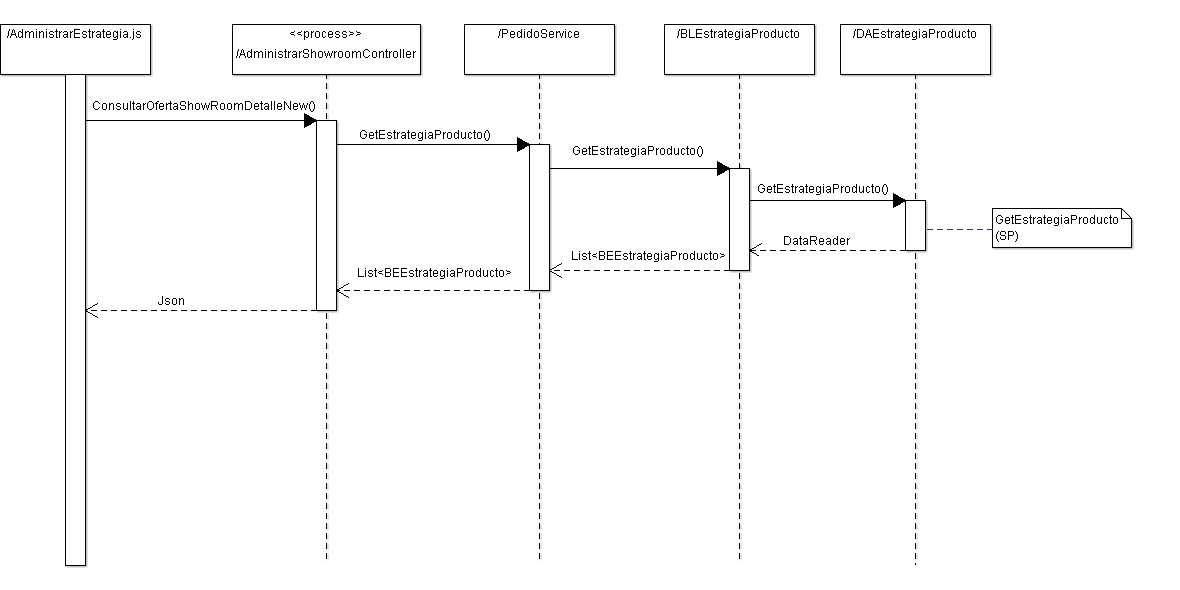 /AdministrarEstrategia.js
<<process>>
/AdministrarShowroomController
/PedidoService
/BLEstrategiaProducto
/DAEstrategiaProducto
ConsultarOfertaShowRoomDetalleNew()
GetEstrategiaProducto()
GetEstrategiaProducto()
GetEstrategiaProducto()
GetEstrategiaProducto
(SP)
DataReader
List<BEEstrategiaProducto>
List<BEEstrategiaProducto>
Json